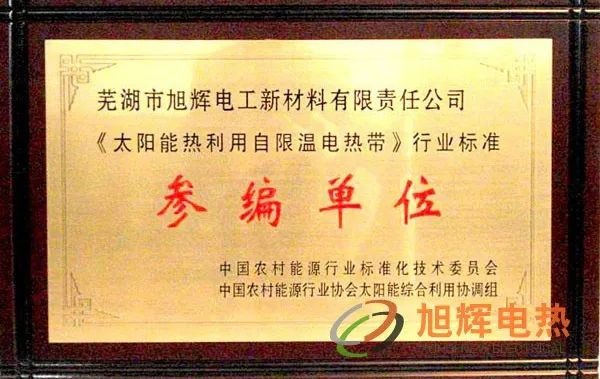 芜湖市旭辉电工新材料有限责任公司
《太阳能热利用自限温电热带》行业标准
参编单位
中国农村能源行业标准化技术委员会
中国农村能源行业协会太阳能综合利用协调组
旭辉电热